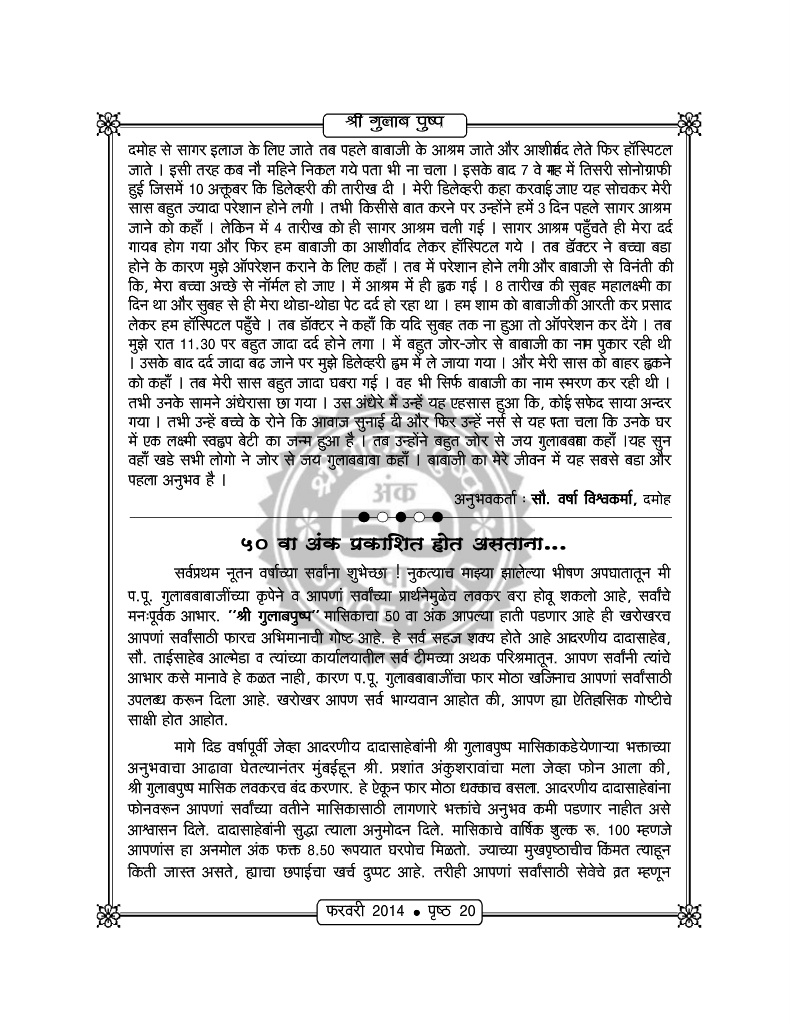 श्री गुलाब पुष्प
दमोह से सागर इलाज के लिए जाते तब पहले बाबाजी के आश्रम जाते और आशीर्वाद लेते फिर हॉस्पिटल
जाते । इसी तरह कब नौ महिने निकल गये पता भी ना चला । इसके बाद 7 वे माह में तिसरी सोनोग्राफी
हुई जिसमें 10 अक्टूबर कि डिलेव्हरी की तारीख दी । मेरी डिलेव्हरी कहा करवाई जाए यह सोचकर मेरी
सास बहुत ज्यादा परेशान होने लगी । तभी किसीसे बात करने पर उन्होंने हमें 3 दिन पहले सागर आश्रम
जाने को कहाँ । लेकिन में 4 तारीख को ही सागर आश्रम चली गई । सागर आश्रम पहुँचते ही मेरा दर्द
गायब होग गया और फिर हम बाबाजी का आशीर्वाद लेकर हॉस्पिटल गये । तब डॅक्टर ने बच्चा बडा
होने के कारण मुझे ऑपरेशन कराने के लिए कहाँ । तब में परेशान होने लगी और बाबाजी से विनंती की
कि, मेरा बच्चा अच्छे से नॉर्मल हो जाए । में आश्रम में ही रूक गई । 8 तारीख की सुबह महालक्ष्मी का
दिन था और सुबह से ही मेरा थोडा-थोडा पेट दर्द हो रहा था । हम शाम को बाबाजी की आरती कर प्रसाद
लेकर हम हॉस्पिटल पहुँचे । तब डॉक्टर ने कहाँ कि यदि सुबह तक ना हुआ तो ऑपरेशन कर देंगे । तब
मुझे रात 11.30 पर बहुत जादा दर्द होने लगा । में बहुत जोर-जोर से बाबाजी का नाम पुकार रही थी
। उसके बाद दर्द जादा बढ जाने पर मुझे डिलेव्हरी रूम में ले जाया गया । और मेरी सास को बाहर रूकने
को कहाँ । तब मेरी सास बहुत जादा घबरा गई । वह भी सिर्फ बाबाजी का नाम स्मरण कर रही थी ।
तभी उनके सामने अंधेरासा छा गया । उस अंधेरे में उन्हें यह एहसास हुआ कि, कोई सफेद साया अन्दर
गया । तभी उन्हें बच्चे के रोने कि आवाज सुनाई दी और फिर उन्हें नर्स से यह पता चला कि उनके घर
में एक लक्ष्मी स्वरूप बेटी का जन्म हुआ है । तब उन्होंने बहुत जोर से जय गुलाबबाबा कहाँ ।यह सुन
वहाँ खडे सभी लोगो ने जोर से जय गुलाबबाबा कहाँ । बाबाजी का मेरे जीवन में यह सबसे बडा और
पहला अनुभव है ।
अनुभवकर्ता : सौ. वर्षा विश्वकर्मा, दमोह
५० वा अंक प्रकाशित होत असताना...
सर्वप्रथम नूतन वर्षाच्या सर्वांना शुभेच्छा ! नुकत्याच माझ्या झालेल्या भीषण अपघातातून मी
प.पू. गुलाबबाबाजींच्या कृपेने व आपणां सर्वांच्या प्रार्थनेमुळेच लवकर बरा होवू शकलो आहे, सर्वांचे
मनःपूर्वक आभार. "श्री गुलाबपुष्प" मासिकाचा 50 वा अंक आपल्या हाती पडणार आहे ही खरोखरच
आपणां सर्वांसाठी फारच अभिमानाची गोष्ट आहे. हे सर्व सहज शक्य होते आहे आदरणीय दादासाहेब,
सौ. ताईसाहेब आल्मेडा व त्यांच्या कार्यालयातील सर्व टीमच्या अथक परिश्रमातून. आपण सर्वांनी त्यांचे
आभार कसे मानावे हे कळत नाही, कारण प.पू. गुलाबबाबाजींचा फार मोठा खजिनाच आपणां सर्वांसाठी
उपलब्ध करून दिला आहे. खरोखर आपण सर्व भाग्यवान आहोत की, आपण ह्या ऐतिहासिक गोष्टीचे
साक्षी होत आहोत.
मागे दिड वर्षापूर्वी जेव्हा आदरणीय दादासाहेबांनी श्री गुलाबपुष्प मासिकाकडे येणाऱ्या भक्ताच्या
अनुभवाचा आढावा घेतल्यानंतर मुंबईहून श्री. प्रशांत अंकुशरावांचा मला जेव्हा फोन आला की,
श्री गुलाबपुष्प मासिक लवकरच बंद करणार. हे ऐकून फार मोठा धक्काच बसला. आदरणीय दादासाहेबांना
फोनवरून आपणां सर्वांच्या वतीने मासिकासाठी लागणारे भक्तांचे अनुभव कमी पडणार नाहीत असे
आश्वासन दिले. दादासाहेबांनी सुद्धा त्याला अनुमोदन दिले. मासिकाचे वार्षिक शुल्क रू. 100 म्हणजे
आपणांस हा अनमोल अंक फक्त 8.50 रूपयात घरपोच मिळतो. ज्याच्या मुखपृष्ठाचीच किंमत त्याहून
किती जास्त असते, ह्याचा छपाईचा खर्च दुप्पट आहे. तरीही आपणां सर्वांसाठी सेवेचे व्रत म्हणून
फरवरी 2014 ● पृष्ठ 20